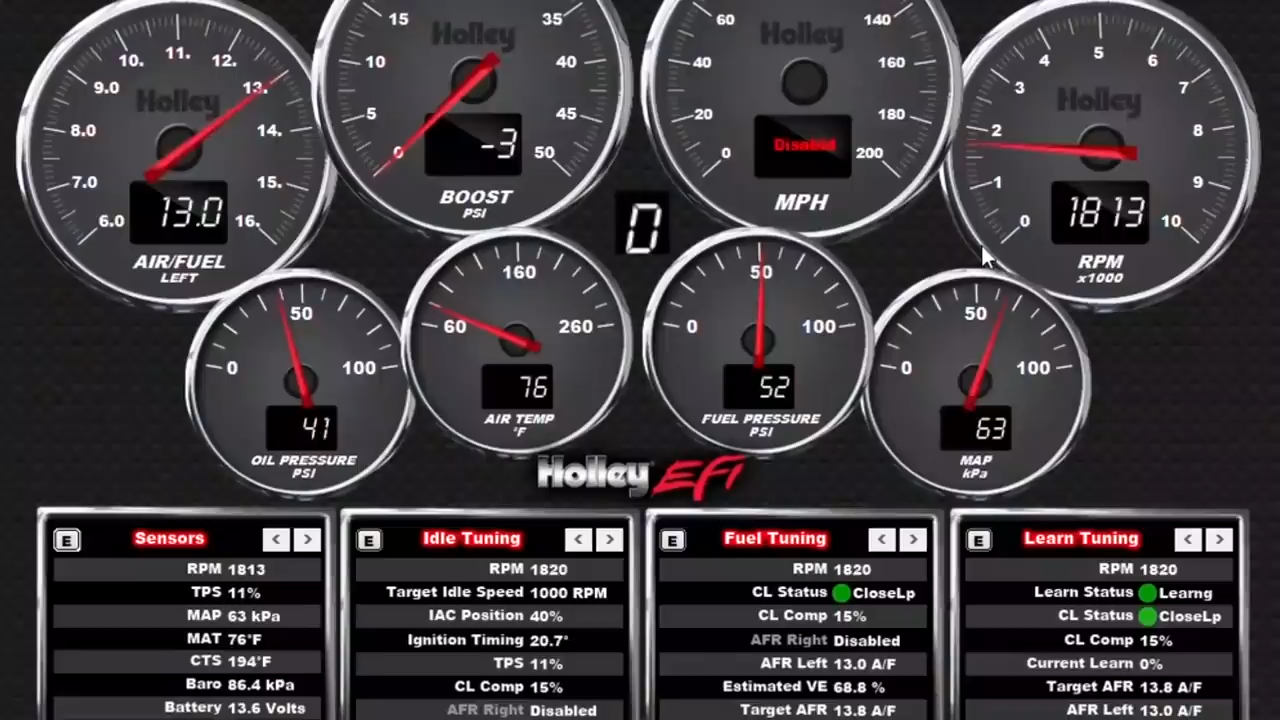 15
35
60
140
11.
10.
12.
5
4
6
Holley
Holley
10
40
40
160
9.0
13.
3
7
Holley
Holley
5
45
20
180
8.0
14.
2
8
0
-3
50
0
Disabld
200
7.0
15.
1
9
BOOST
PSI
MPH
6.0
13.0
16.
0
1813
10
0
AIR/FUEL
LEFT
RPM
x1000
160
50
50
50
60
260
0
100
0
100
0
100
76
52
41
63
AIR TEMP
°F
FUEL PRESSURE
PSI
OIL PRESSURE
PSI
MAP
kPa
Holley EFI
E Sensors < >
RPM 1813
TPS 11%
MAP 63 kPa
MAT 76°F
CTS 194°F
Baro 86.4 kPa
Battery 13.6 Volts
E Idle Tuning < >
RPM 1820
Target Idle Speed 1000 RPM
IAC Position 40%
Ignition Timing 20.7°
TPS 11%
CL Comp 15%
AFR Right Disabled
E Fuel Tuning < >
RPM 1820
CL Status CloseLp
CL Comp 15%
AFR Right Disabled
AFR Left 13.0 A/F
Estimated VE 68.8 %
Target AFR 13.8 A/F
E Learn Tuning < >
RPM 1820
Learn Status Learng
CL Status CloseLp
CL Comp 15%
Current Learn 0%
Target AFR 13.8 A/F
AFR Left 13.0 A/F